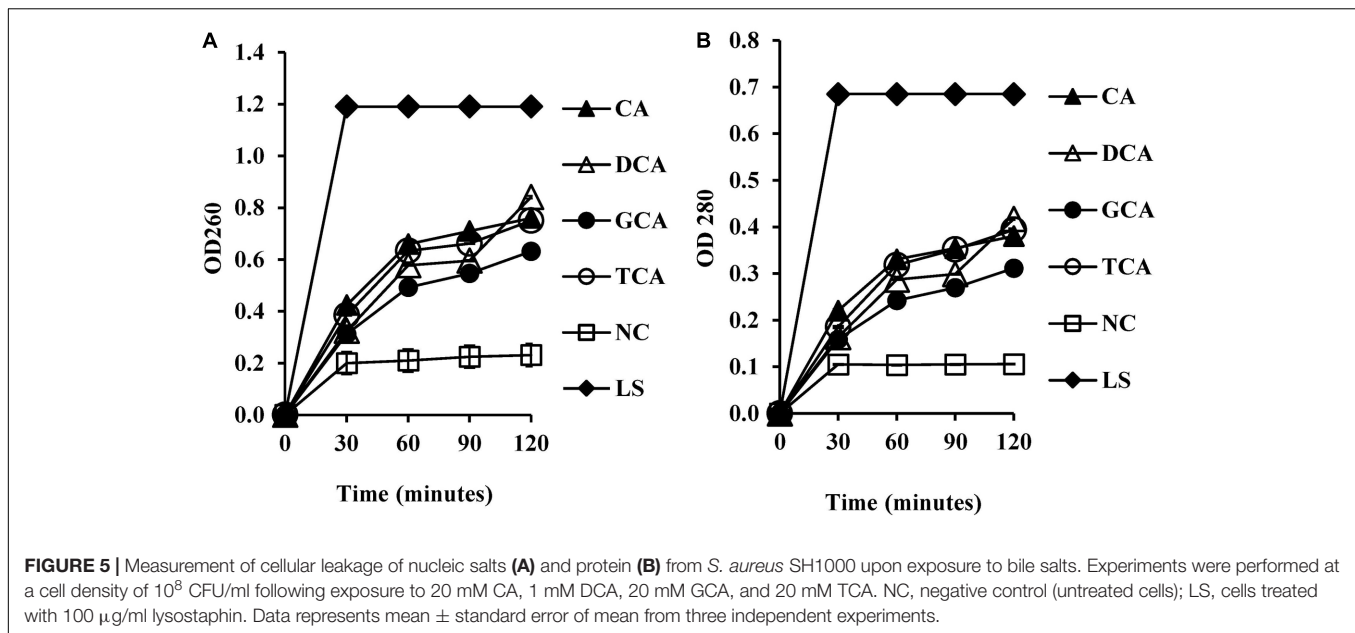 A
1.4
1.2
1.0
0.8
0.6
0.4
0.2
0.0
OD260
0 30 60 90 120
Time (minutes)
CA
DCA
GCA
TCA
NC
LS
B
0.8
0.7
0.6
0.5
0.4
0.3
0.2
0.1
0.0
OD 280
0 30 60 90 120
Time (minutes)
CA
DCA
GCA
TCA
NC
LS
FIGURE 5 | Measurement of cellular leakage of nucleic salts (A) and protein (B) from S. aureus SH1000 upon exposure to bile salts. Experiments were performed at
a cell density of 10⁸ CFU/ml following exposure to 20 mM CA, 1 mM DCA, 20 mM GCA, and 20 mM TCA. NC, negative control (untreated cells); LS, cells treated
with 100 μg/ml lysostaphin. Data represents mean ± standard error of mean from three independent experiments.